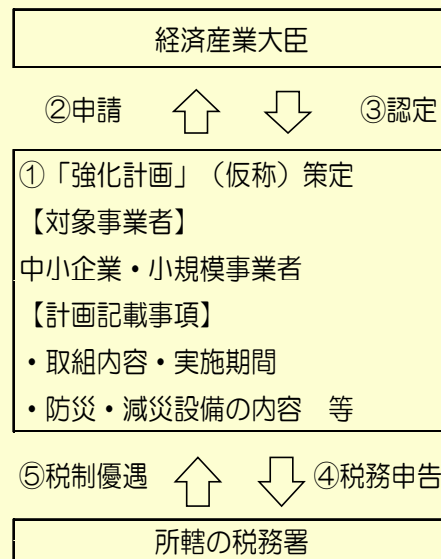 経済産業大臣
②申請 ③認定
①「強化計画」（仮称）策定
【対象事業者】
中小企業・小規模事業者
【計画記載事項】
・取組内容・実施期間
・防災・減災設備の内容　等
⑤税制優遇 ④税務申告
所轄の税務署